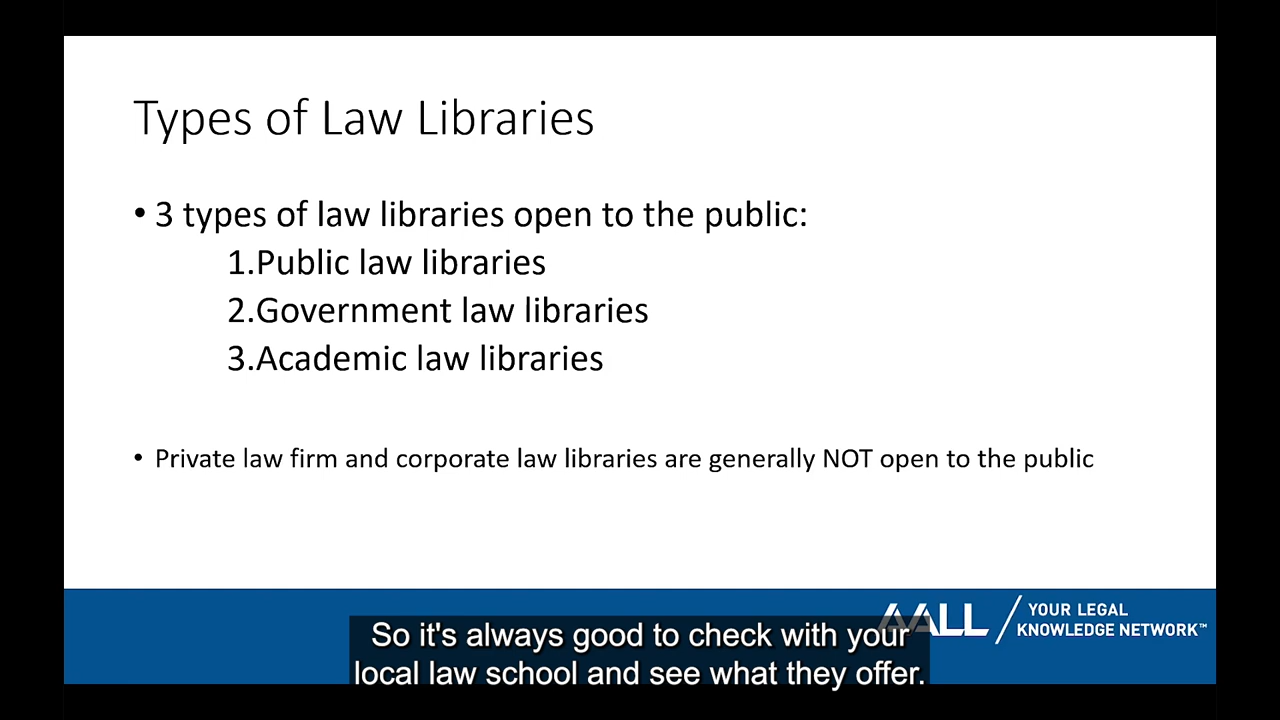 Types of Law Libraries
• 3 types of law libraries open to the public:
1.Public law libraries
2.Government law libraries
3.Academic law libraries
• Private law firm and corporate law libraries are generally NOT open to the public
AALL
YOUR LEGAL
KNOWLEDGE NETWORK™
So it's always good to check with your
local law school and see what they offer.